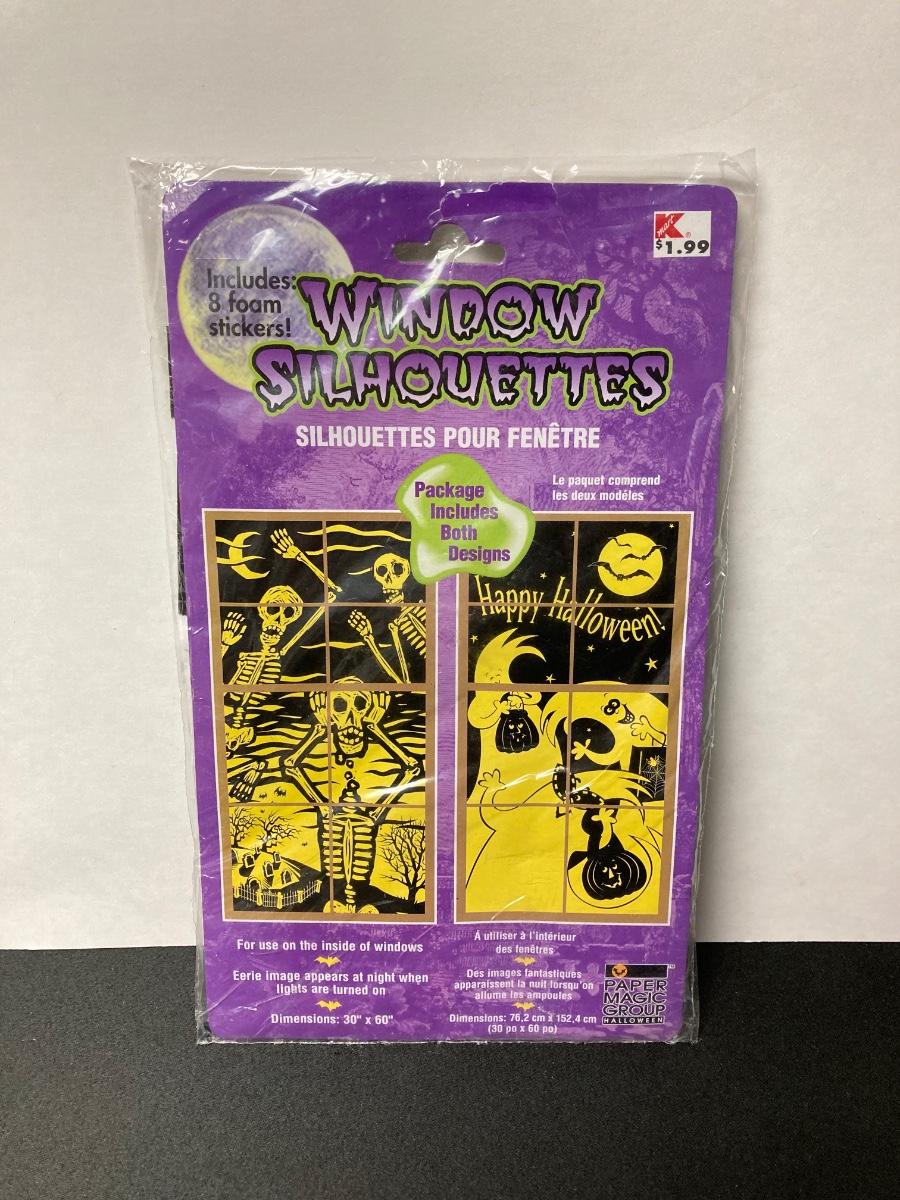 Kmart®
$1.99
Includes:
8 foam
stickers!
WINDOW
SILHOUETTES
SILHOUETTES POUR FENÊTRE
Package
Includes
Both
Designs
Le paquet comprend
les deux modéles
Happy Halloween!
For use on the inside of windows
Eerie image appears at night when
lights are turned on
Dimensions: 30" x 60"
À utiliser à l'intérieur
des fenêtres
Des images fantastiques
apparaissent la nuit lorsqu'on
allume les ampoules
Dimensions: 76,2 cm x 152,4 cm
(30 po x 60 po)
PAPER
MAGIC
GROUP
HALLOWEEN